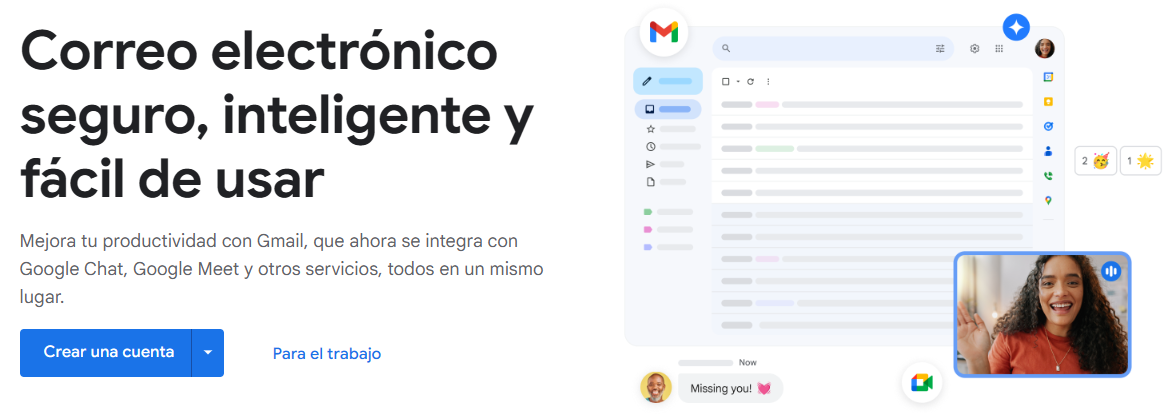 Correo electrónico
seguro, inteligente y
fácil de usar
Mejora tu productividad con Gmail, que ahora se integra con
Google Chat, Google Meet y otros servicios, todos en un mismo
lugar.
Crear una cuenta
Para el trabajo
2
1
Now
Missing you!